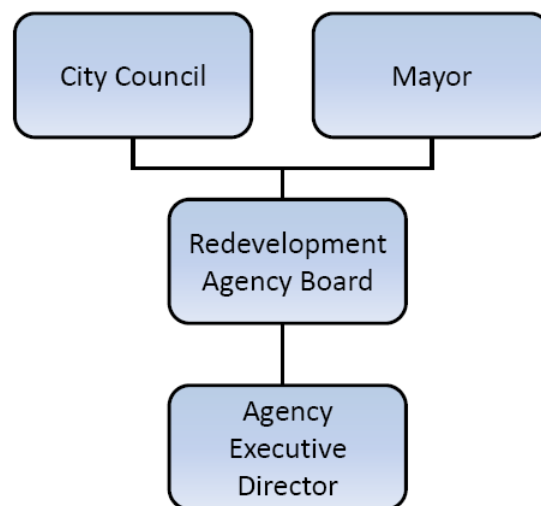 City Council
Mayor
Redevelopment
Agency Board
Agency
Executive
Director